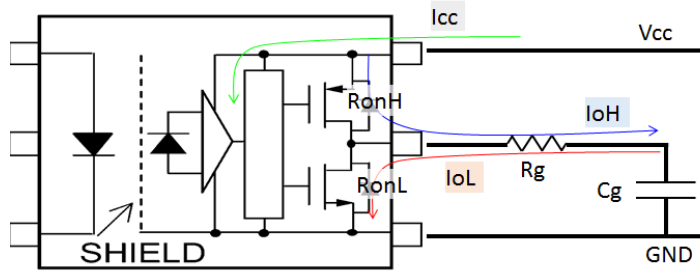 Icc
Vcc
RonH
IoH
RonL
IoL
Rg
Cg
SHIELD
GND